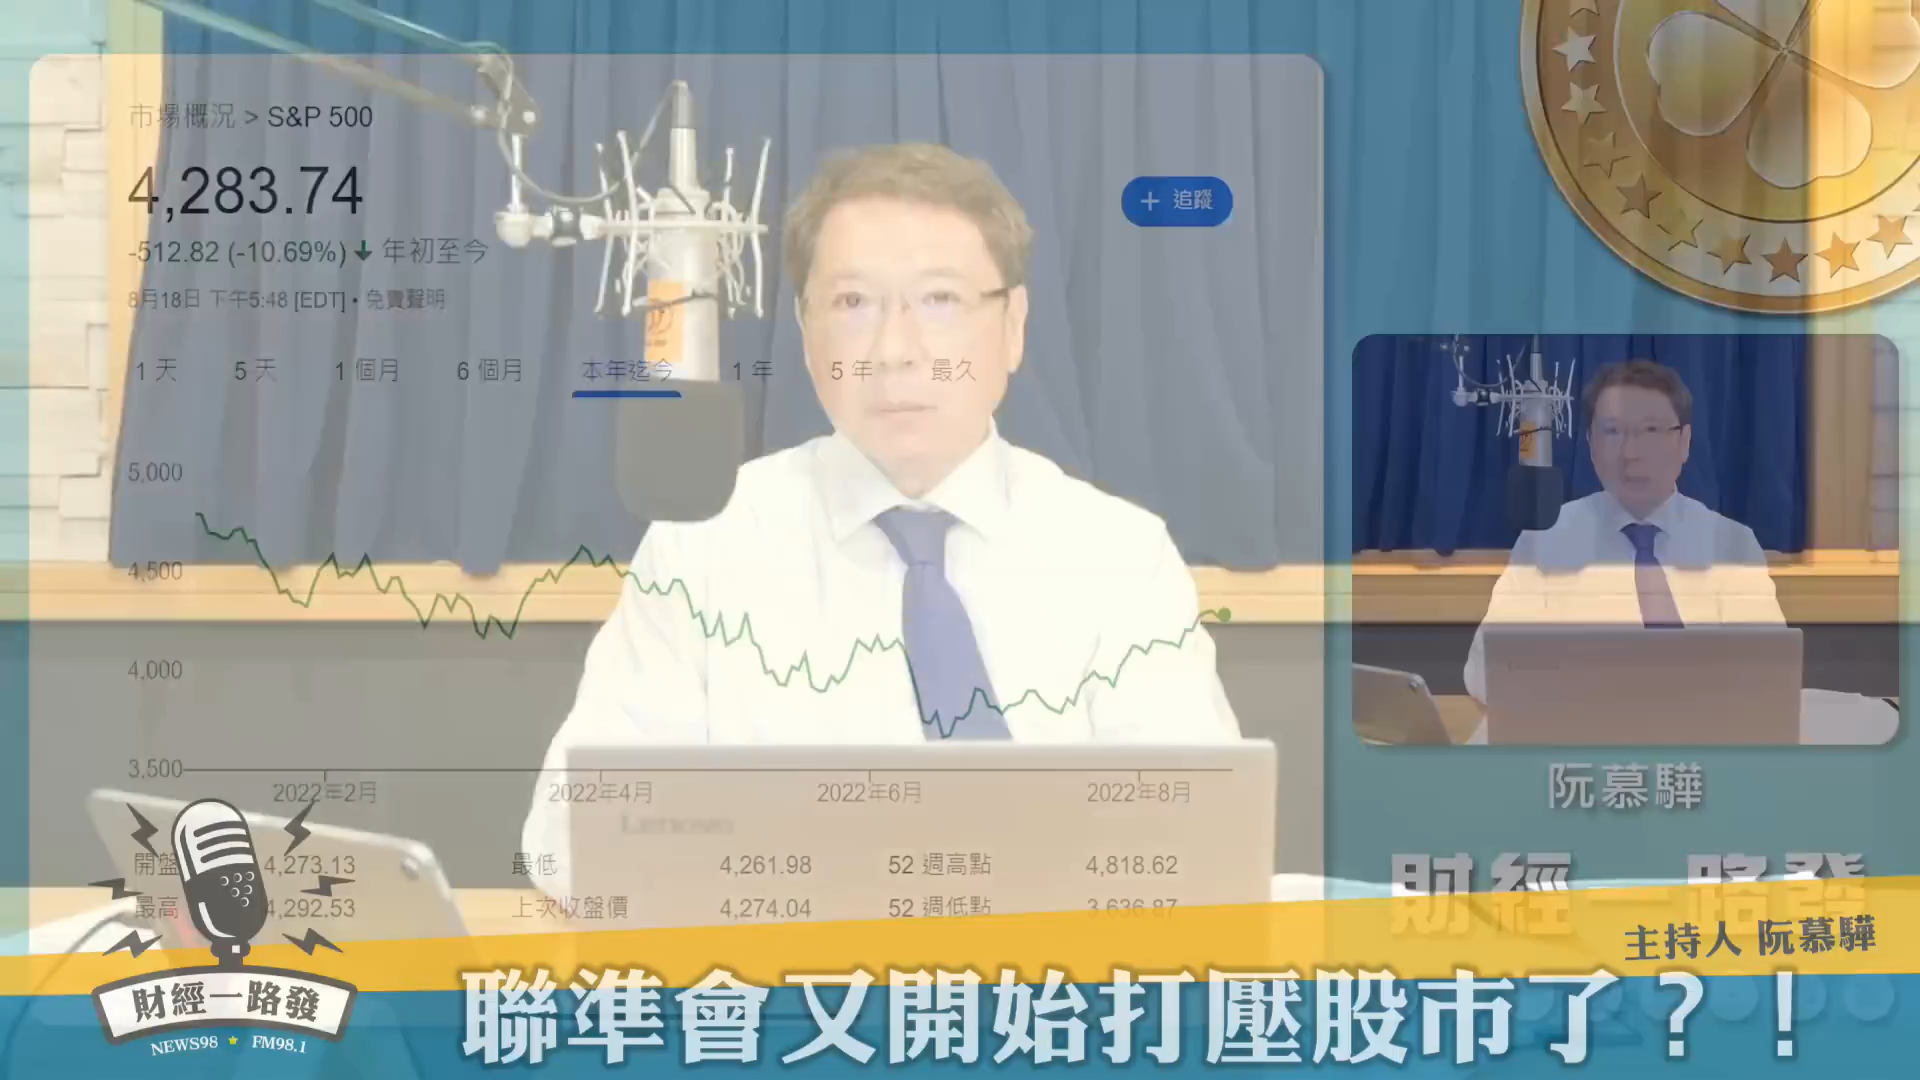 市場概況 > S&P 500
4,283.74
-512.82 (-10.69%) ↓ 年初至今
8月18日 下午5:48 [EDT] • 免責聲明
+ 追蹤
1 天 5 天 1 個月 6 個月 本年迄今 1 年 5 年 最久
5,000
4,500
4,000
3,500
2022年2月 2022年4月 2022年6月 2022年8月
Lenovo
開盤 4,273.13 最低 4,261.98 52 週高點 4,818.62
最高 4,292.53 上次收盤價 4,274.04 52 週低點 3,636.87
阮慕驊
財經一路發
主持人 阮慕驊
財經一路發
NEWS98 FM98.1
聯準會又開始打壓股市了？！